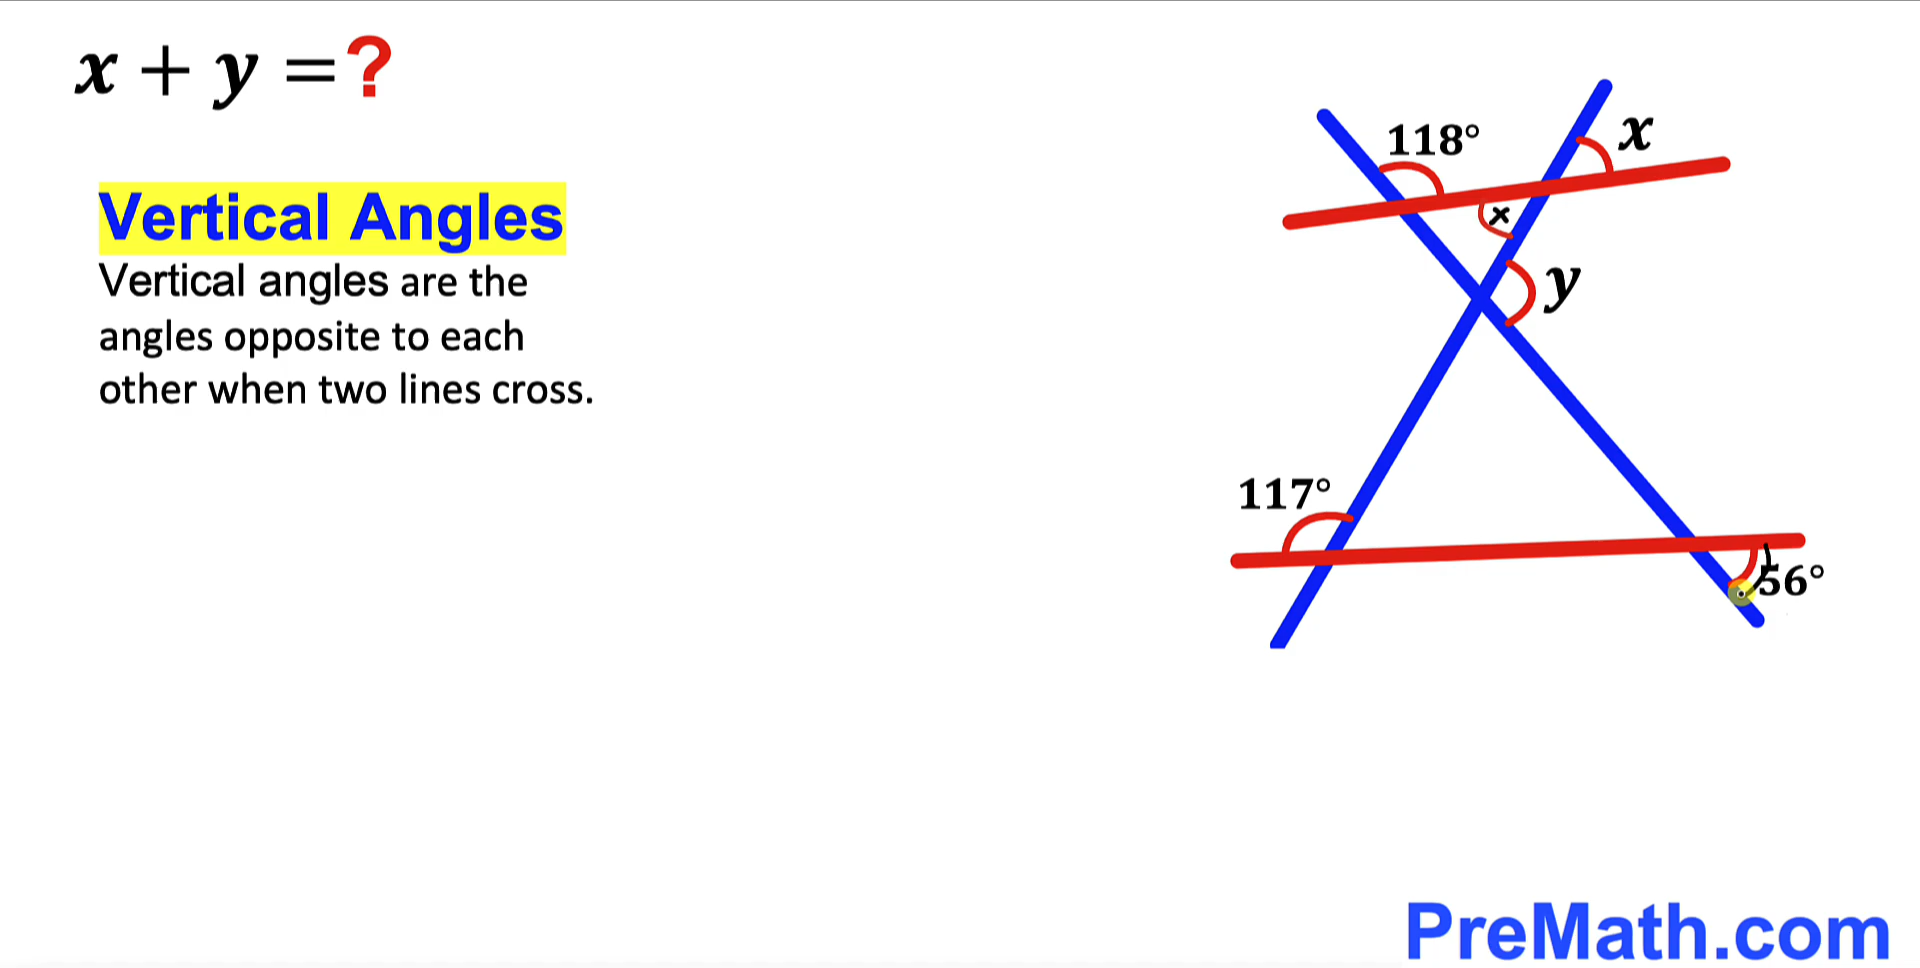 x + y =?
Vertical Angles
Vertical angles are the
angles opposite to each
other when two lines cross.
118°
x
x
y
117°
56°
PreMath.com